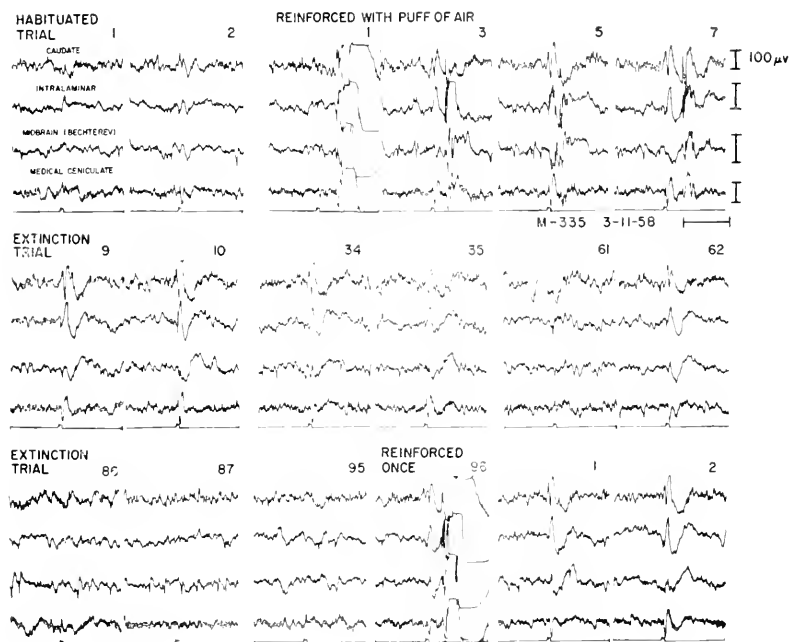 HABITUATED
TRIAL 1 2
REINFORCED WITH PUFF OF AIR
1 3 5 7
CAUDATE
100 μv
INTRALAMINAR
MIDBRAIN (BECHTEREV)
MEDICAL GENICULATE
M-335 3-11-58
EXTINCTION
TRIAL 9 10 34 35 61 62
EXTINCTION
TRIAL 86 87 95
REINFORCED
ONCE 96 1 2